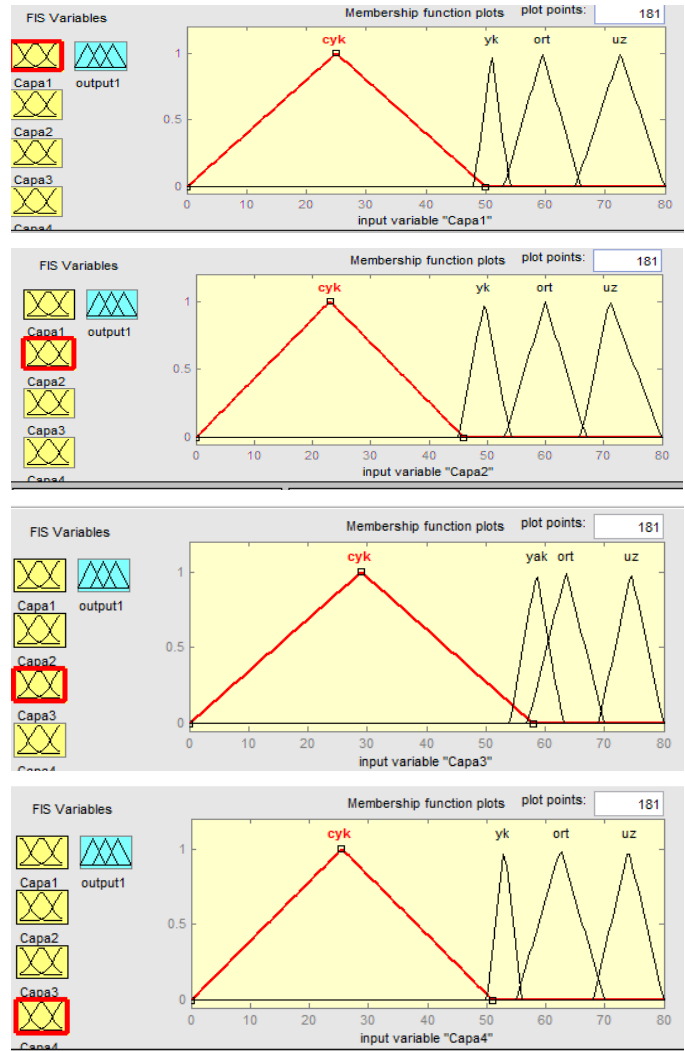 FIS Variables
Membership function plots plot points: 181
cyk yk ort uz
Capa1 output1
Capa2
Capa3
Capa4
1
0.5
0
0 10 20 30 40 50 60 70 80
input variable "Capa1"
FIS Variables
Membership function plots plot points: 181
cyk yk ort uz
Capa1 output1
Capa2
Capa3
Capa4
1
0.5
0
0 10 20 30 40 50 60 70 80
input variable "Capa2"
FIS Variables
Membership function plots plot points: 181
cyk yak ort uz
Capa1 output1
Capa2
Capa3
Capa4
1
0.5
0
0 10 20 30 40 50 60 70 80
input variable "Capa3"
FIS Variables
Membership function plots plot points: 181
cyk yk ort uz
Capa1 output1
Capa2
Capa3
Capa4
1
0.5
0
0 10 20 30 40 50 60 70 80
input variable "Capa4"